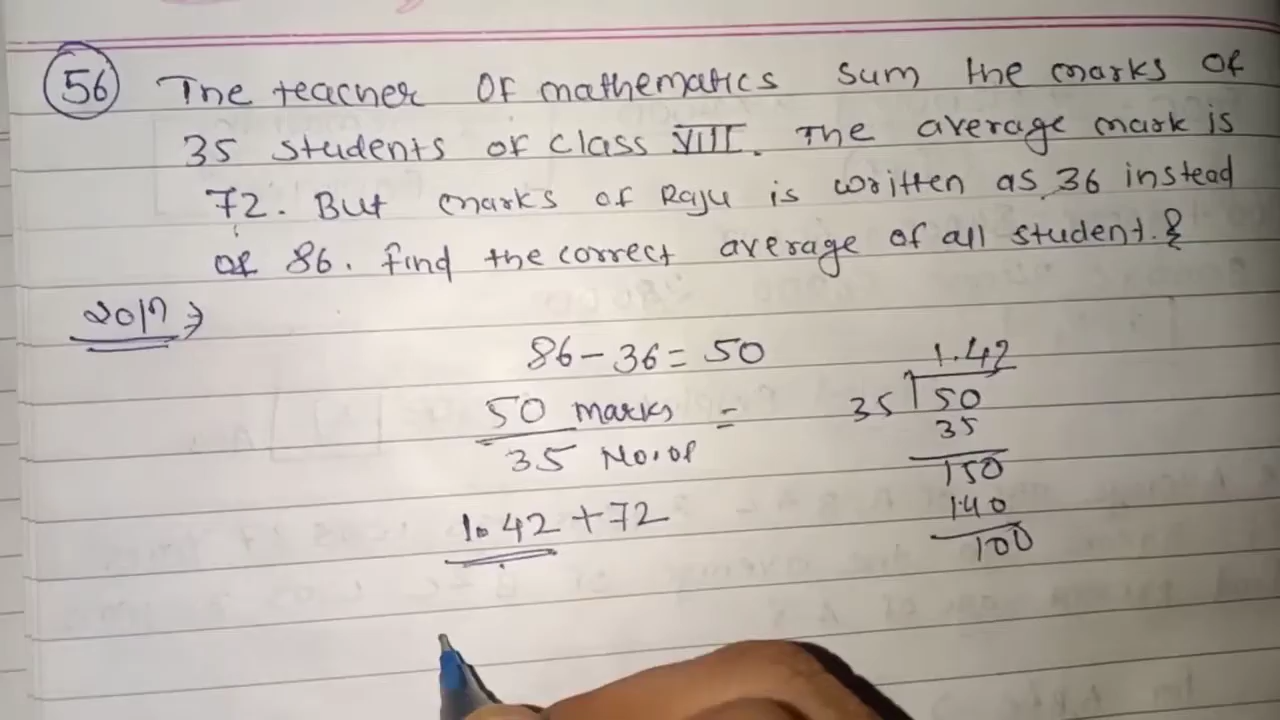 56 The teacher of mathematics sum the marks of
35 students of class VIII. The average mark is
72. But marks of Raju is written as 36 instead
of 86. find the correct average of all student.
86 - 36 = 50
50 marks =
35 No. of
1.42 + 72
1.42
35 50
35
150
140
100